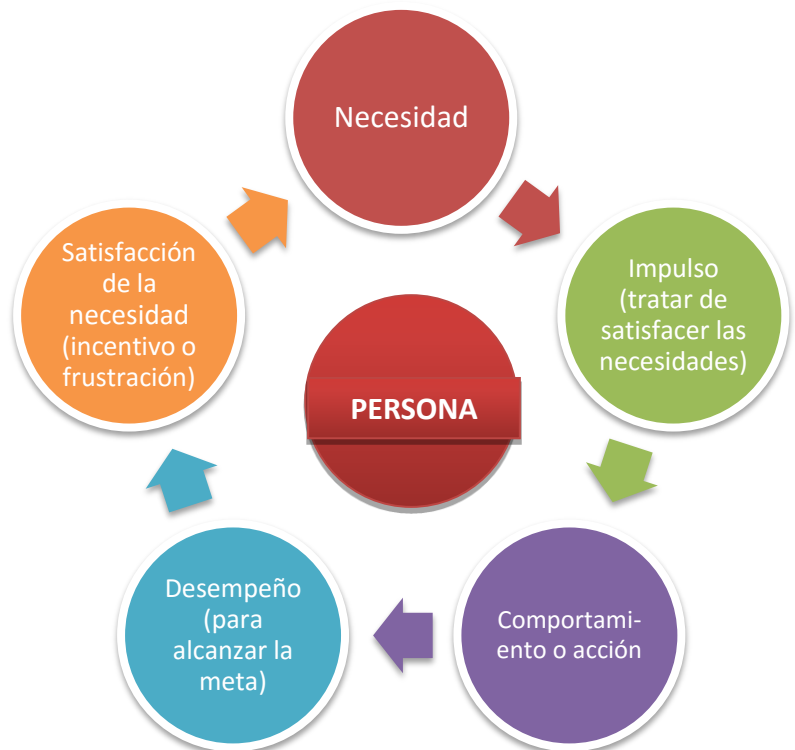 Necesidad
Impulso
(tratar de
satisfacer las
necesidades)
Comportami-
ento o acción
Desempeño
(para
alcanzar la
meta)
Satisfacción
de la
necesidad
(incentivo o
frustración)
PERSONA